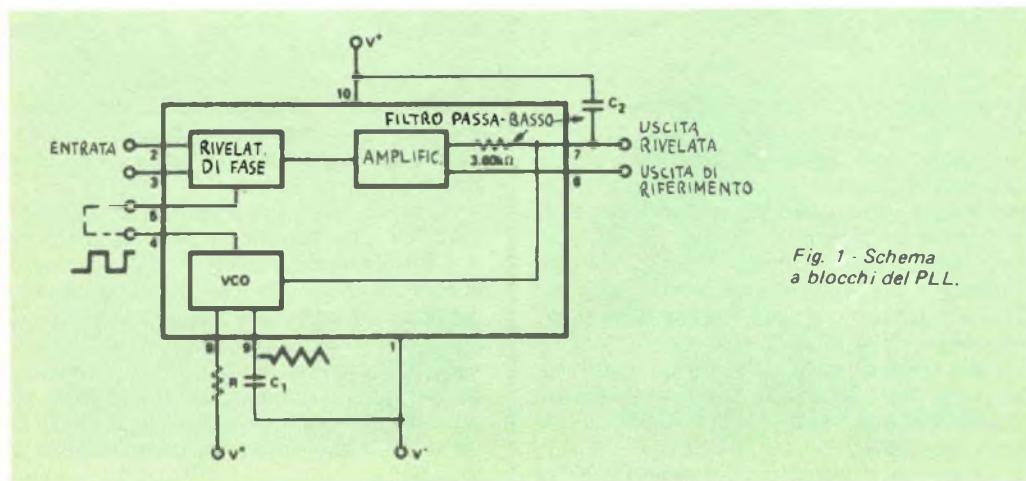 V+
10
FILTRO PASSA-BASSO
C2
ENTRATA
2
3
RIVELAT.
DI FASE
AMPLIFIC.
3.60kΩ
7
USCITA
RIVELATA
6
USCITA DI
RIFERIMENTO
5
4
VCO
8
9
1
R
C1
V+
V-
Fig. 1 - Schema
a blocchi del PLL.